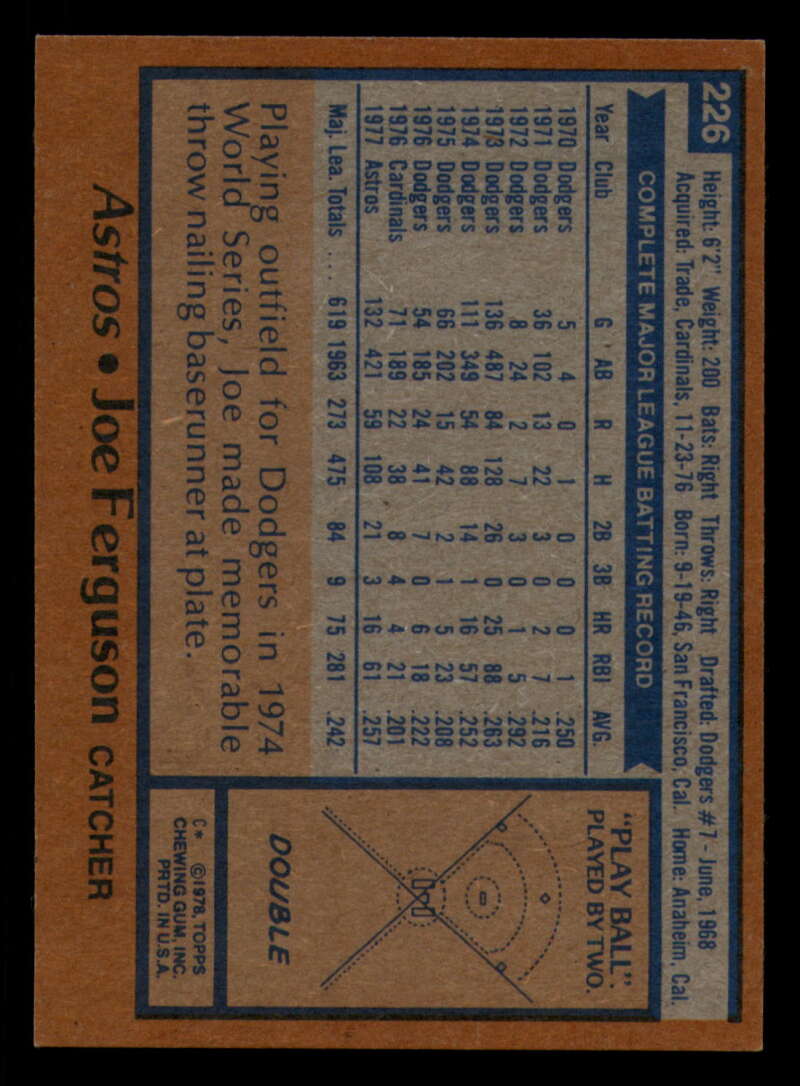 226
Height: 6'2" Weight: 200 Bats: Right Throws: Right Drafted: Dodgers #7 - June, 1968
Acquired: Trade, Cardinals, 11-23-76 Born: 9-19-46, San Francisco, Cal. Home: Anaheim, Cal.
COMPLETE MAJOR LEAGUE BATTING RECORD
Year Club G AB R H 2B 3B HR RBI AVG.
1970 Dodgers 5 4 0 1 0 0 0 1 .250
1971 Dodgers 36 102 13 22 3 0 2 7 .216
1972 Dodgers 8 24 2 7 3 0 1 5 .292
1973 Dodgers 136 487 84 128 26 0 25 88 .263
1974 Dodgers 111 349 54 88 14 1 16 57 .252
1975 Dodgers 66 202 15 42 2 1 5 23 .208
1976 Dodgers 54 185 24 41 7 0 6 18 .222
1976 Cardinals 71 189 22 38 8 4 4 21 .201
1977 Astros 132 421 59 108 21 3 16 61 .257
Maj. Lea. Totals .... 619 1963 273 475 84 9 75 281 .242
Playing outfield for Dodgers in 1974
World Series, Joe made memorable
throw nailing baserunner at plate.
"PLAY BALL".
PLAYED BY TWO.
DOUBLE
C* ©1978, TOPPS
CHEWING GUM, INC.
PRTD. IN U.S.A.
Astros • Joe Ferguson CATCHER